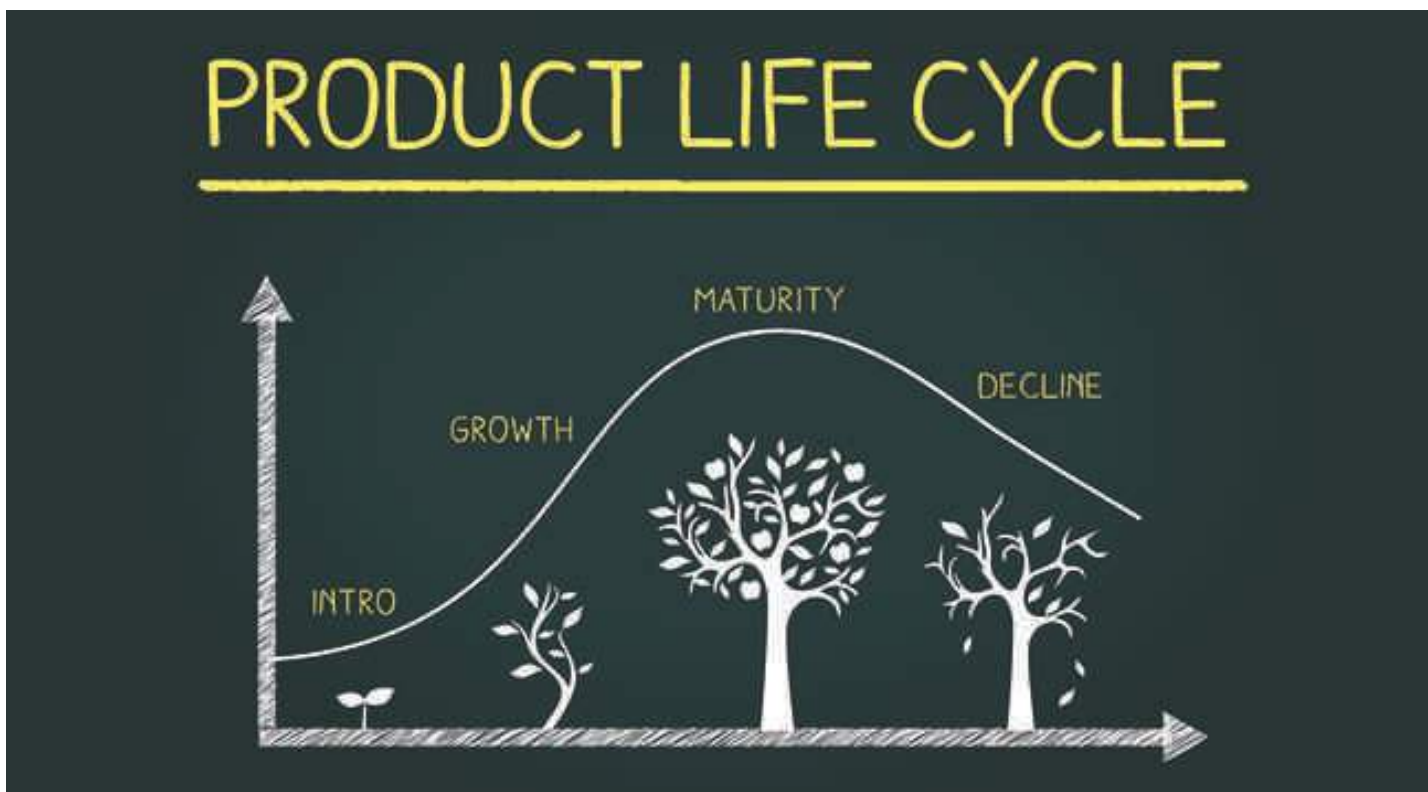 PRODUCT LIFE CYCLE
INTRO
GROWTH
MATURITY
DECLINE